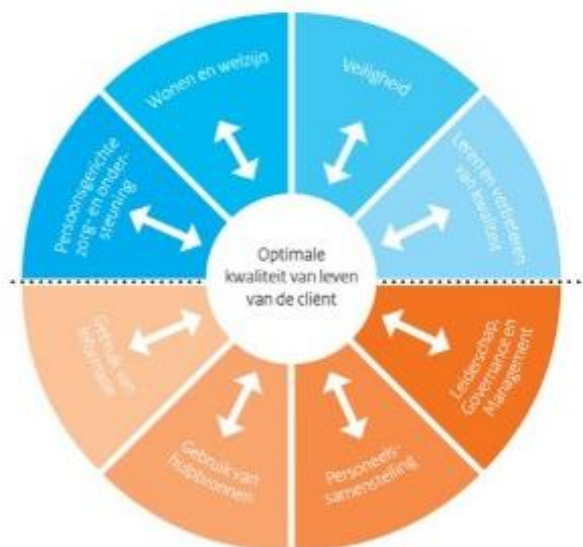 Wonen en welzijn
Veiligheid
Persoonsgerichte
zorg- en onder-
steuning
Leren en verbeteren
van kwaliteit
Optimale
kwaliteit van leven
van de cliënt
Gebruik van
informatie
Leiderschap,
Governance en
Management
Gebruik van
hulpbronnen
Personeels-
samenstelling